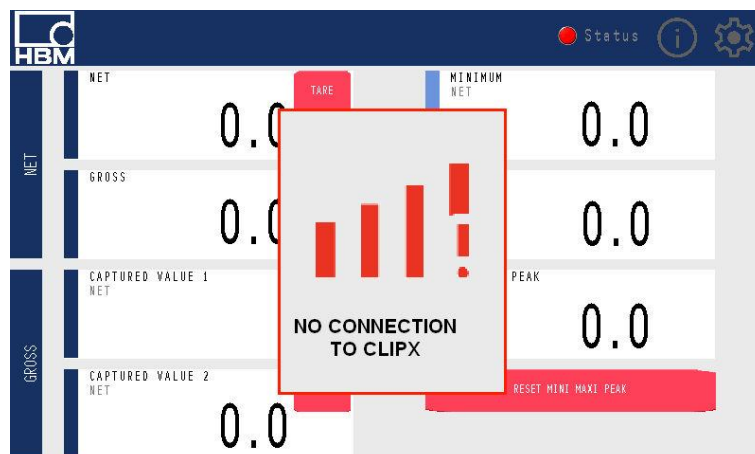 HBM
Status
i
NET
GROSS
NET
NET
TARE
0.0
GROSS
0.0
CAPTURED VALUE 1
NET
CAPTURED VALUE 2
NET
0.0
MINIMUM
NET
0.0
0.0
PEAK
0.0
RESET MINI MAXI PEAK
NO CONNECTION
TO CLIPX